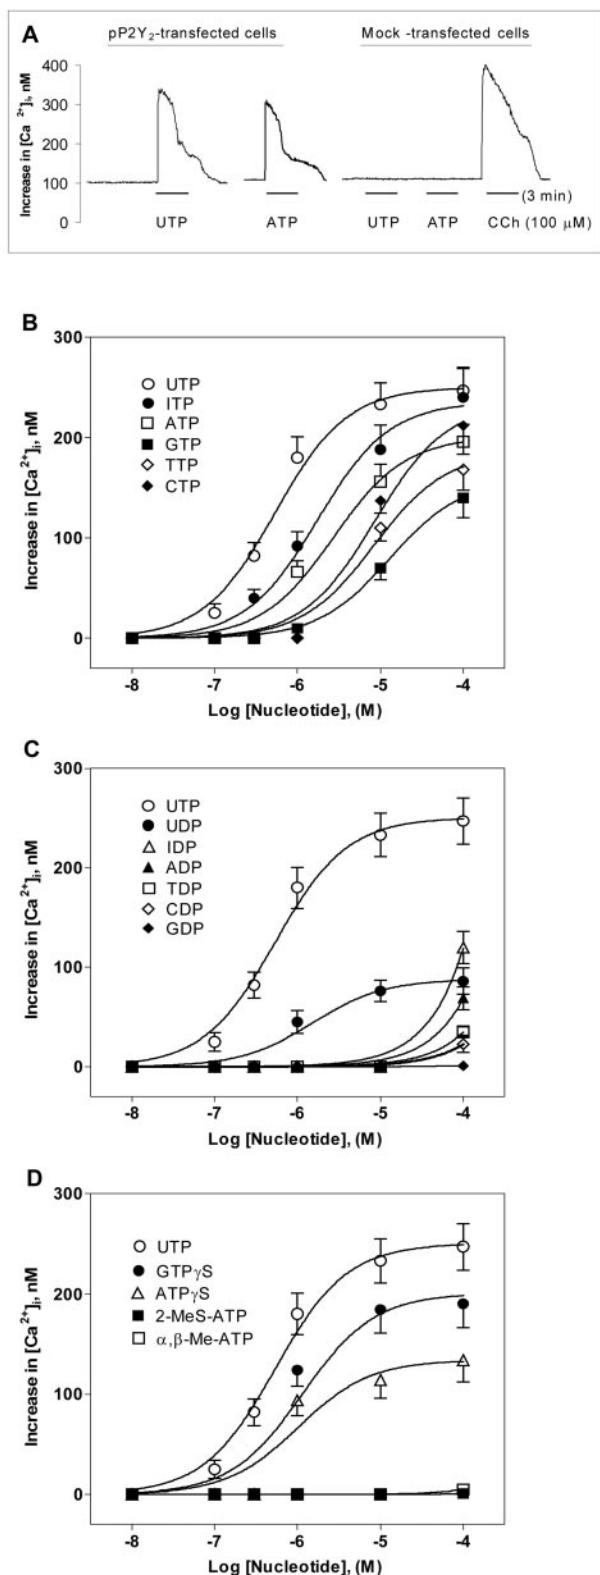 A
pP2Y₂-transfected cells Mock -transfected cells
Increase in [Ca ²⁺]i, nM
400
300
200
100
0
(3 min)
UTP ATP UTP ATP CCh (100 µM)
B
Increase in [Ca²⁺]i, nM
300
200
100
0
UTP
ITP
ATP
GTP
TTP
CTP
-8 -7 -6 -5 -4
Log [Nucleotide], (M)
C
Increase in [Ca²⁺]i, nM
300
200
100
0
UTP
UDP
IDP
ADP
TDP
CDP
GDP
-8 -7 -6 -5 -4
Log [Nucleotide], (M)
D
Increase in [Ca²⁺]i, nM
300
200
100
0
UTP
GTPγS
ATPγS
2-MeS-ATP
α,β-Me-ATP
-8 -7 -6 -5 -4
Log [Nucleotide], (M)